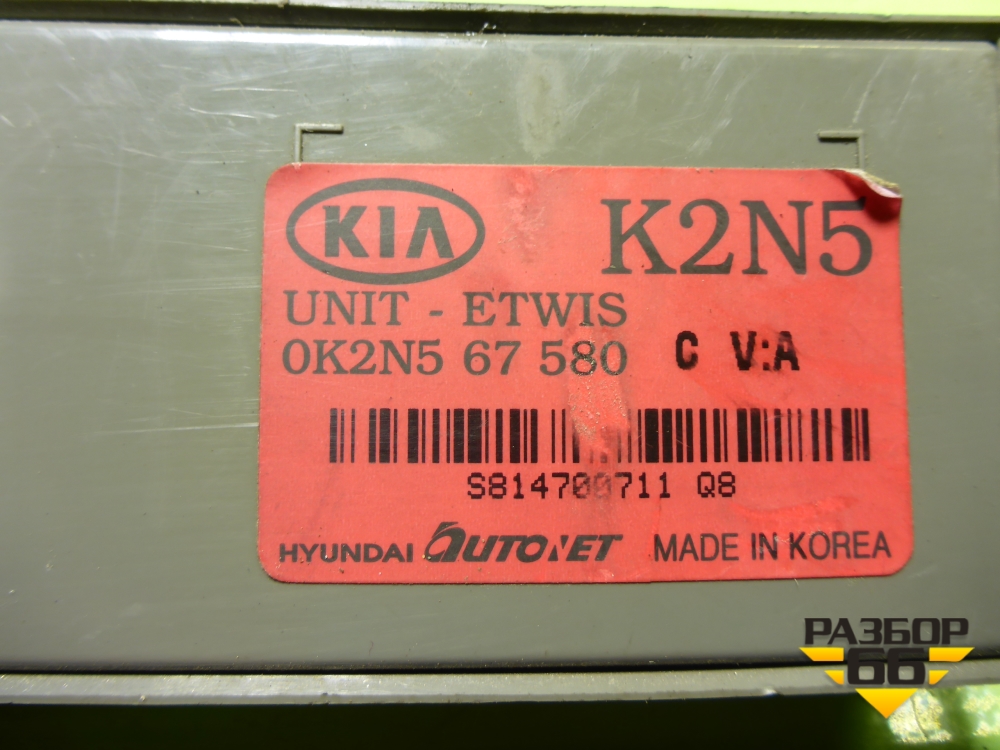 KIA K2N5
UNIT - ETWIS
0K2N5 67 580 C V:A
S814700711 Q8
HYUNDAI AUTONET MADE IN KOREA
РАЗБОР
66